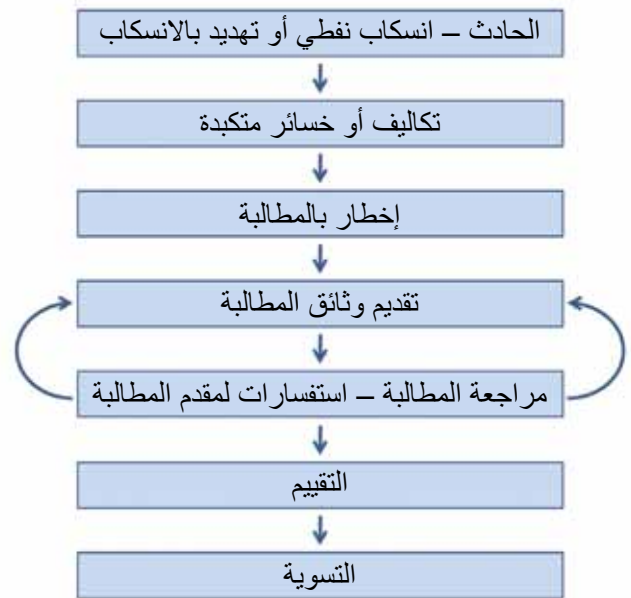 الحادث – انسكاب نفطي أو تهديد بالانسكاب
تكاليف أو خسائر متكبدة
إخطار بالمطالبة
تقديم وثائق المطالبة
مراجعة المطالبة – استفسارات لمقدم المطالبة
التقييم
التسوية